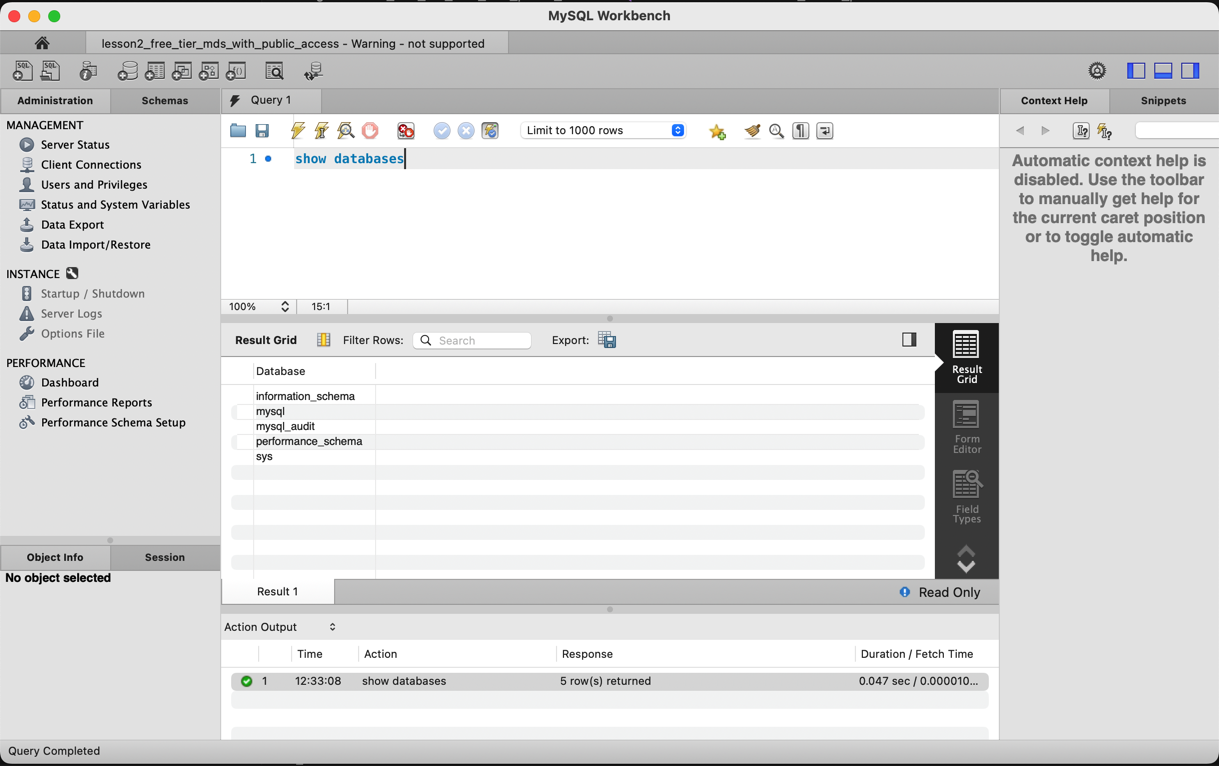 MySQL Workbench
lesson2_free_tier_mds_with_public_access - Warning - not supported
SQL
SQL
Administration
Schemas
Query 1
Context Help
Snippets
MANAGEMENT
Server Status
Client Connections
Users and Privileges
Status and System Variables
Data Export
Data Import/Restore
INSTANCE
Startup / Shutdown
Server Logs
Options File
PERFORMANCE
Dashboard
Performance Reports
Performance Schema Setup
Object Info
Session
No object selected
Limit to 1000 rows
1
show databases
100%
15:1
Result Grid
Filter Rows:
Search
Export:
Database
information_schema
mysql
mysql_audit
performance_schema
sys
Result
Grid
Form
Editor
Field
Types
Result 1
Read Only
Action Output
Time
Action
Response
Duration / Fetch Time
1
12:33:08
show databases
5 row(s) returned
0.047 sec / 0.000010...
Automatic context help is
disabled. Use the toolbar
to manually get help for
the current caret position
or to toggle automatic
help.
Query Completed